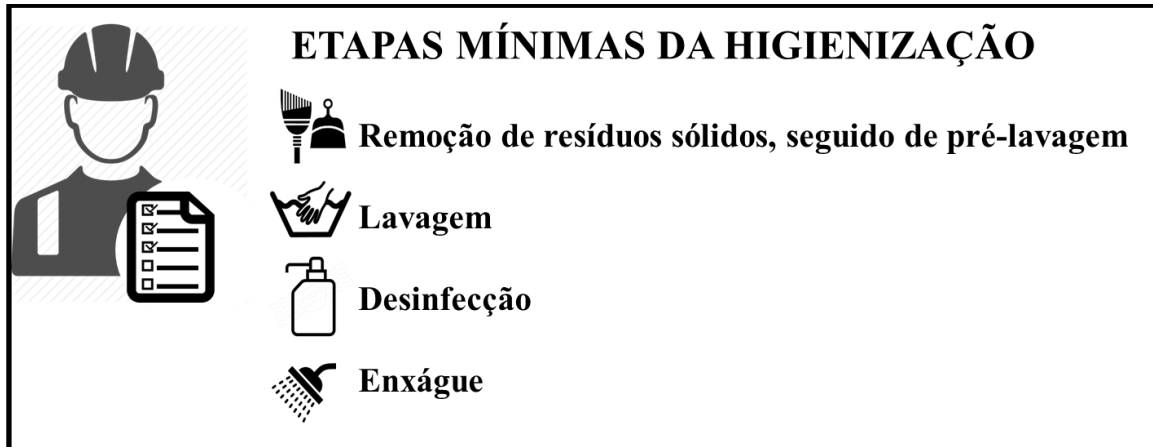 ETAPAS MÍNIMAS DA HIGIENIZAÇÃO
Remoção de resíduos sólidos, seguido de pré-lavagem
Lavagem
Desinfecção
Enxágue